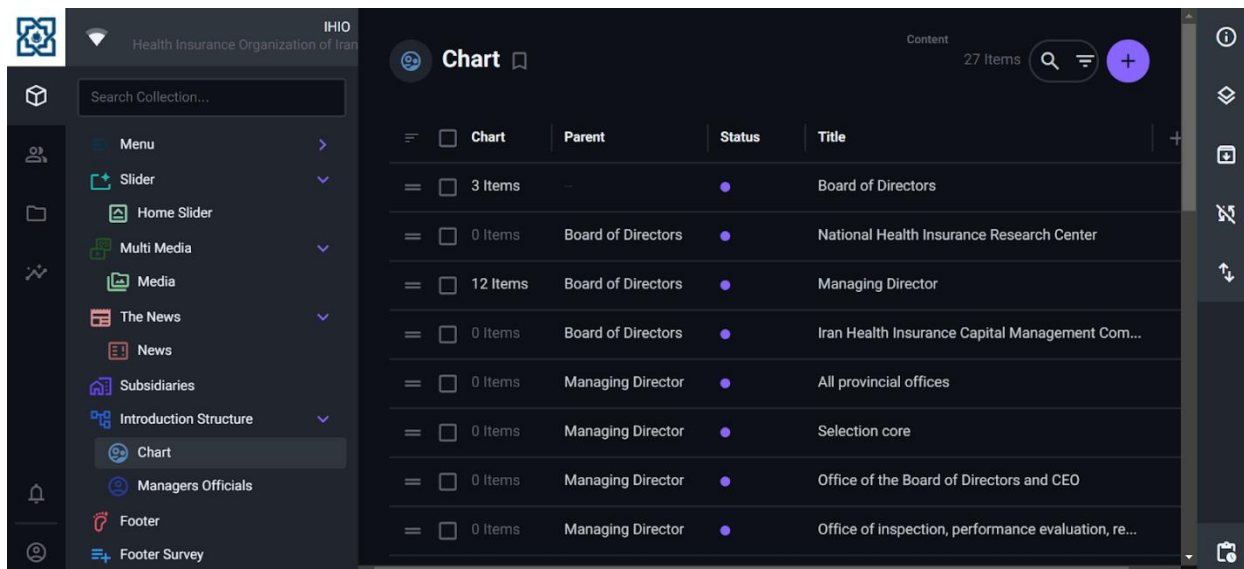 IHIO
Health Insurance Organization of Iran
Search Collection...
Menu
Slider
Home Slider
Multi Media
Media
The News
News
Subsidiaries
Introduction Structure
Chart
Managers Officials
Footer
Footer Survey
Chart
Content
27 Items
Chart Parent Status Title
3 Items – Board of Directors
0 Items Board of Directors National Health Insurance Research Center
12 Items Board of Directors Managing Director
0 Items Board of Directors Iran Health Insurance Capital Management Com...
0 Items Managing Director All provincial offices
0 Items Managing Director Selection core
0 Items Managing Director Office of the Board of Directors and CEO
0 Items Managing Director Office of inspection, performance evaluation, re...